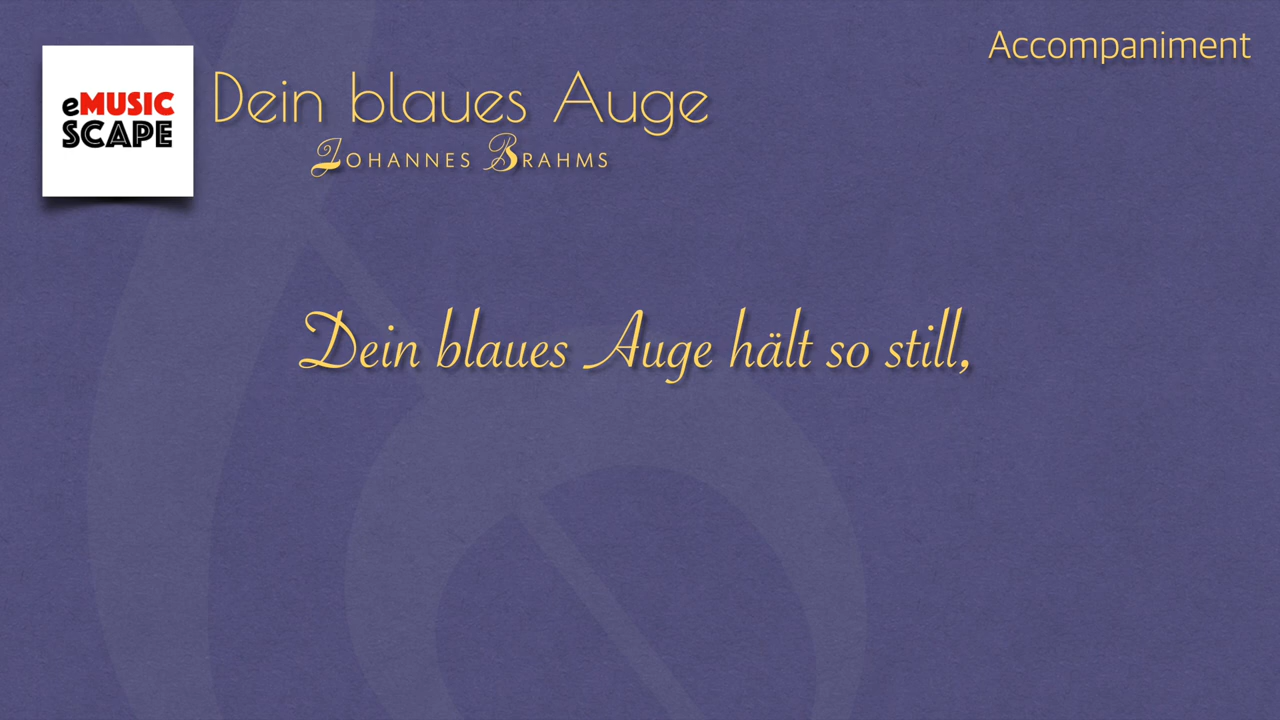 Accompaniment
eMUSIC
SCAPE
Dein blaues Auge
Johannes Brahms
Dein blaues Auge hält so still,